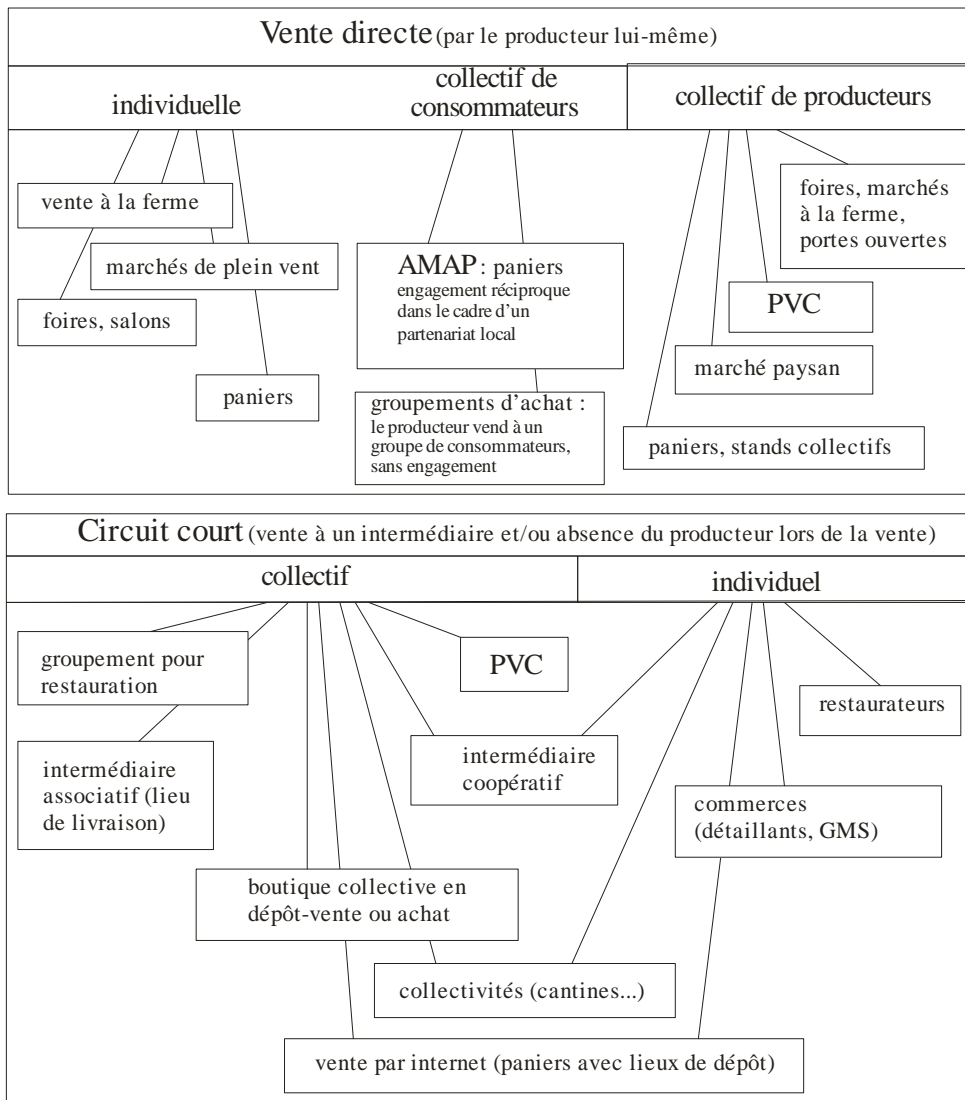 Vente directe (par le producteur lui-même)
individuelle
collectif de
consommateurs
collectif de producteurs
vente à la ferme
marchés de plein vent
foires, salons
paniers
AMAP : paniers
engagement réciproque
dans le cadre d'un
partenariat local
groupements d'achat :
le producteur vend à un
groupe de consommateurs,
sans engagement
foires, marchés
à la ferme,
portes ouvertes
PVC
marché paysan
paniers, stands collectifs
Circuit court (vente à un intermédiaire et/ou absence du producteur lors de la vente)
collectif
individuel
groupement pour
restauration
PVC
restaurateurs
intermédiaire
associatif (lieu
de livraison)
intermédiaire
coopératif
commerces
(détaillants, GMS)
boutique collective en
dépôt-vente ou achat
collectivités (cantines...)
vente par internet (paniers avec lieux de dépôt)